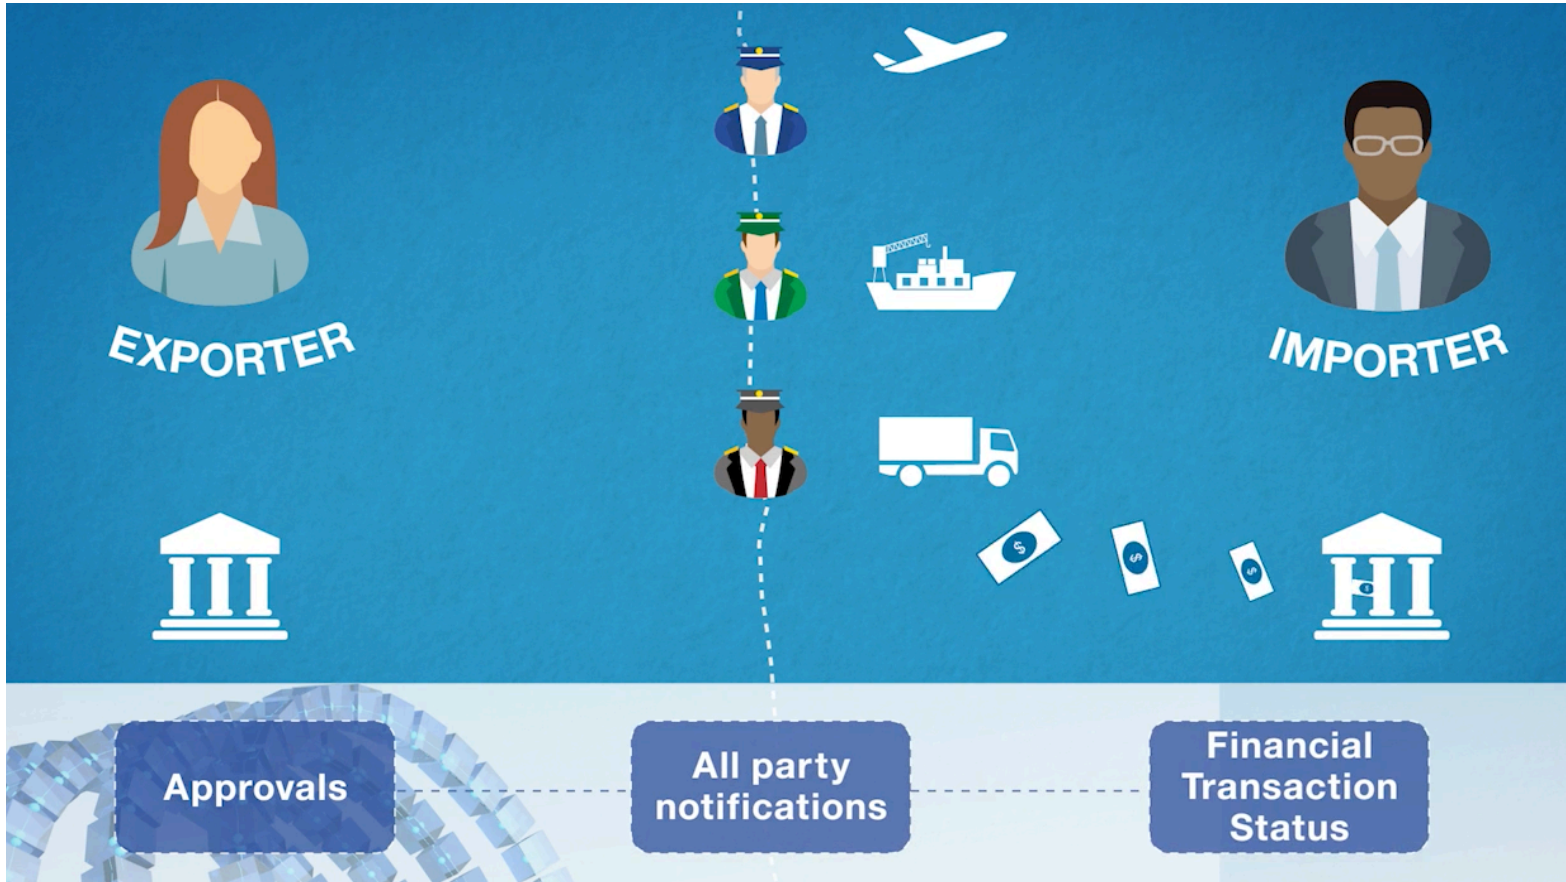 EXPORTER
IMPORTER
$
$
$
Approvals
All party
notifications
Financial
Transaction
Status